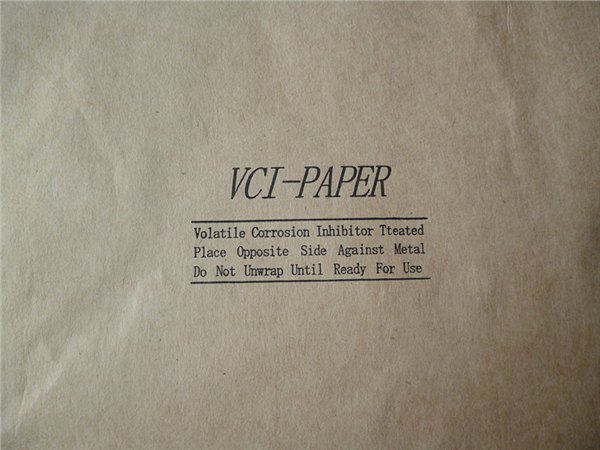 VCI-PAPER
Volatile Corrosion Inhibitor Tteated
Place Opposite Side Against Metal
Do Not Unwrap Until Ready For Use